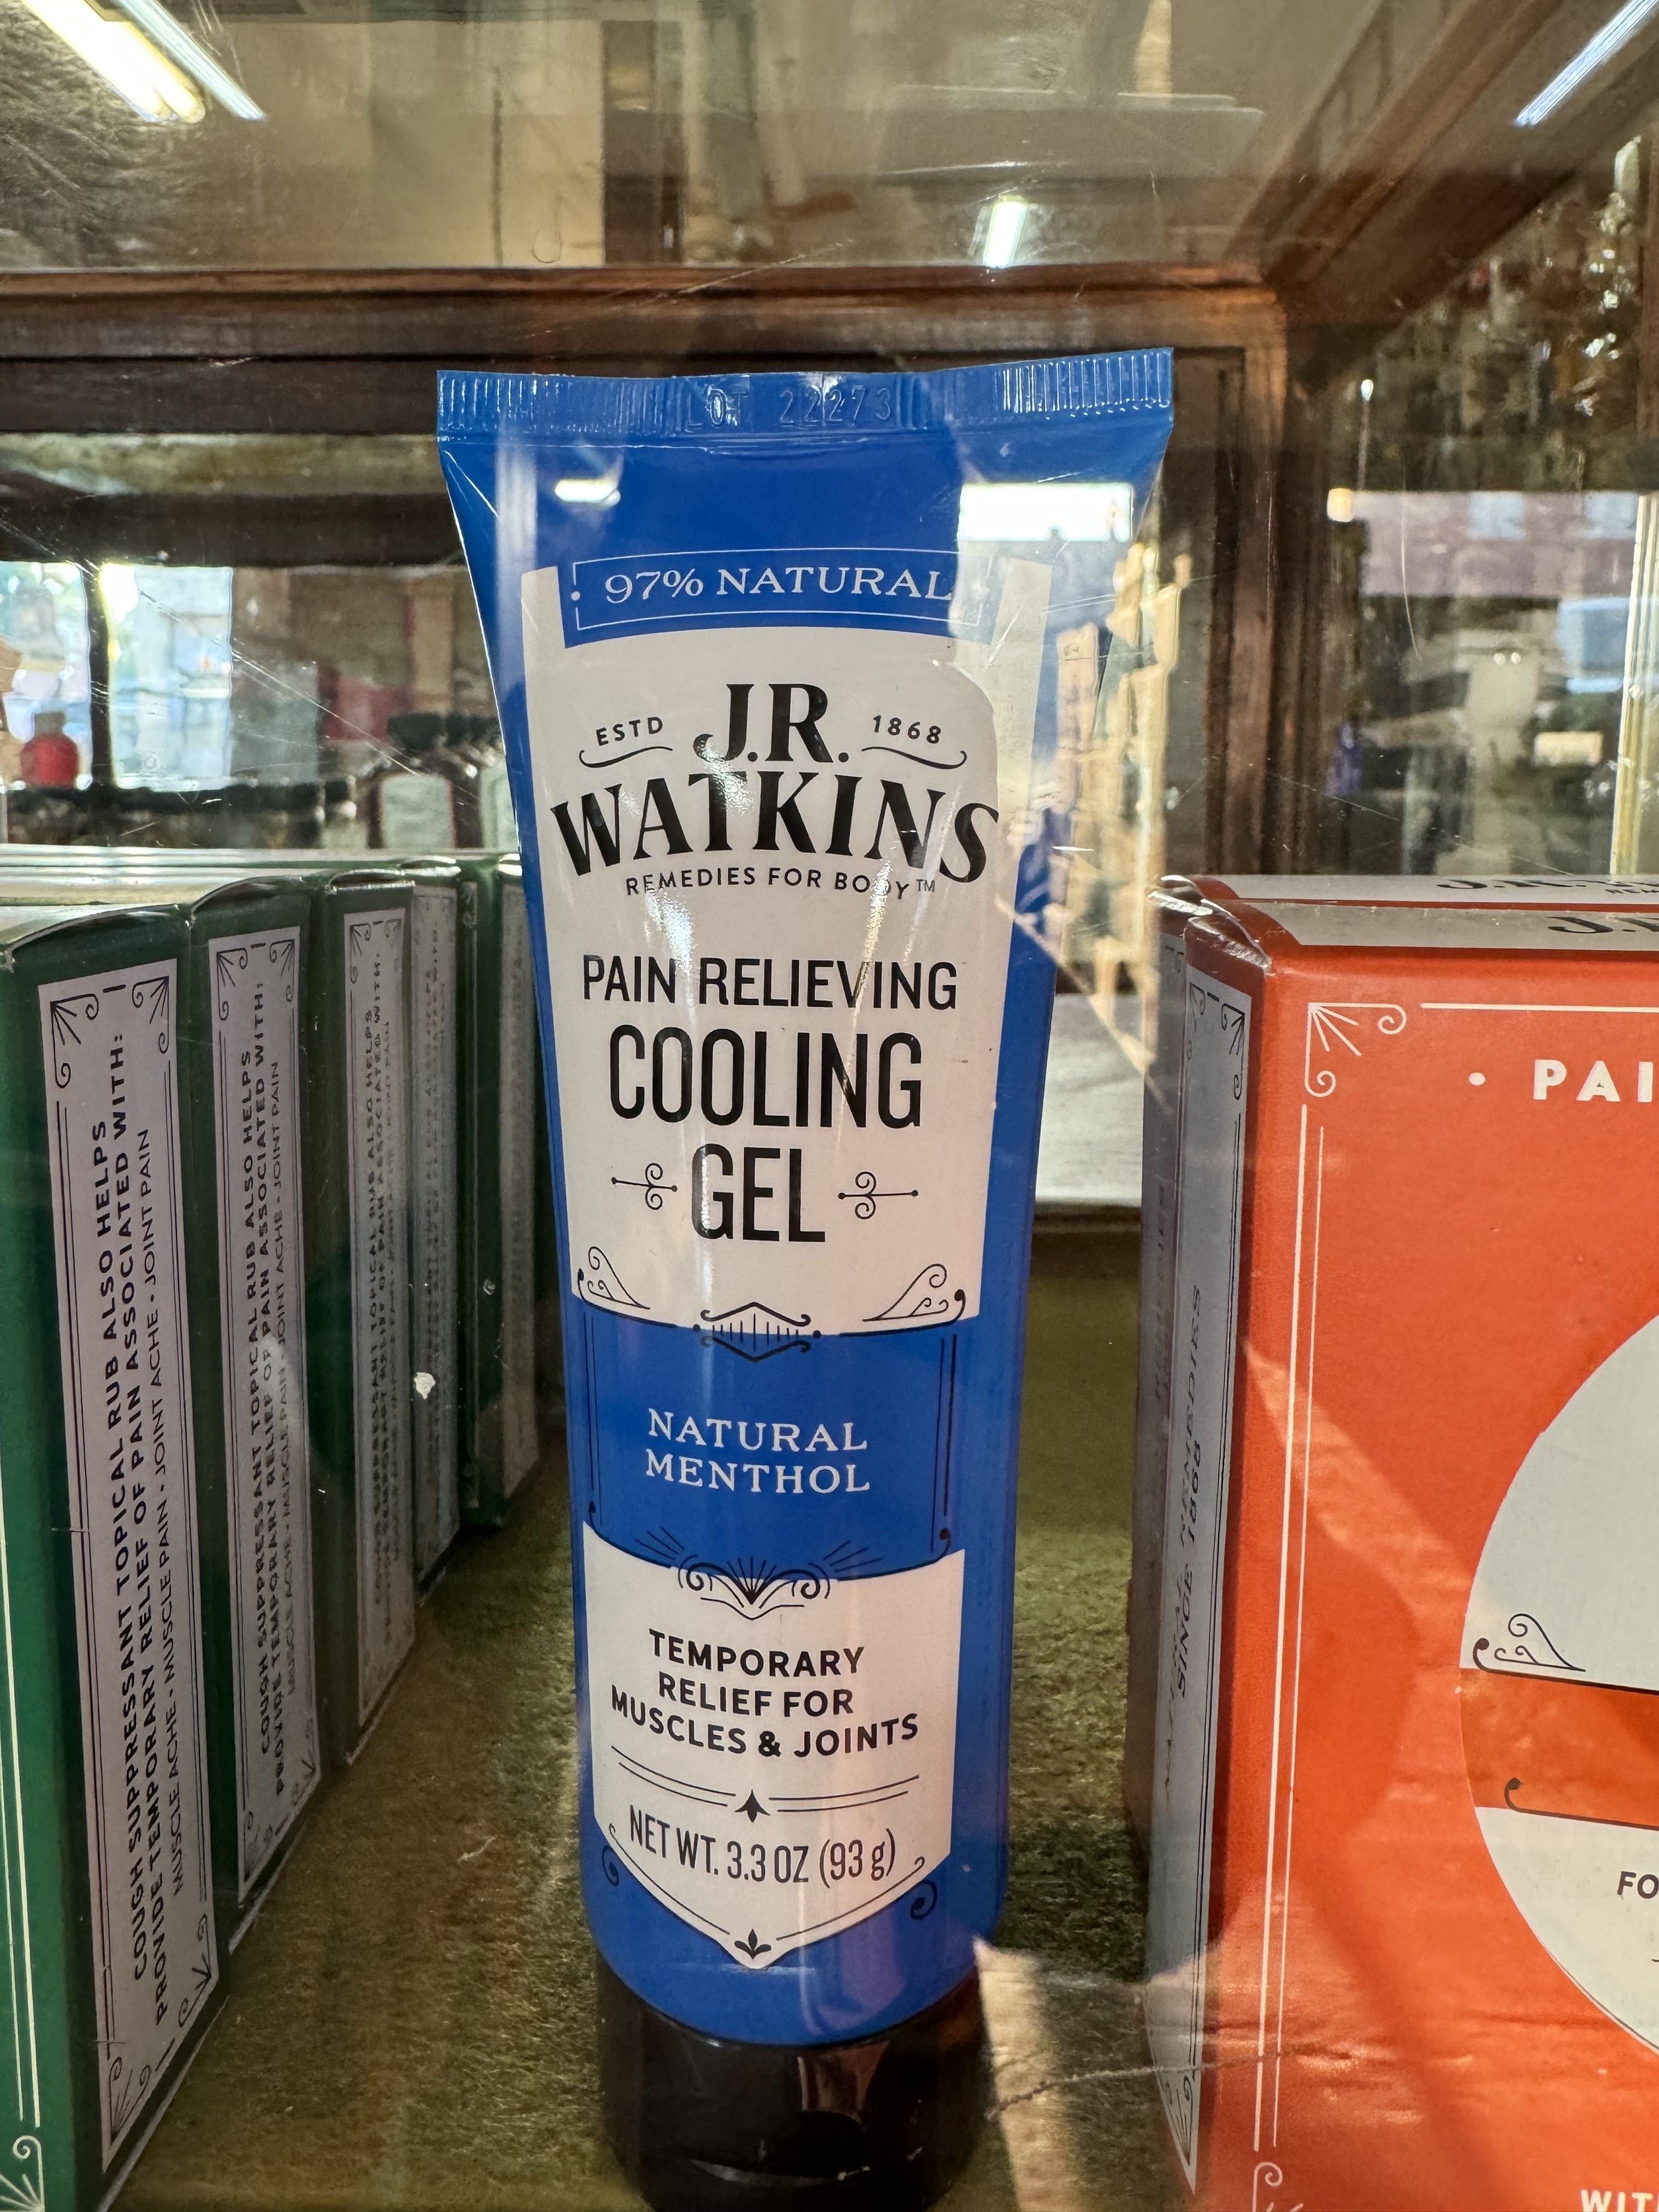 LOT 22273
97% NATURAL
ESTD J.R. 1868
WATKINS
REMEDIES FOR BODY™
PAIN RELIEVING
COOLING
GEL
NATURAL
MENTHOL
TEMPORARY
RELIEF FOR
MUSCLES & JOINTS
NET WT. 3.3 OZ (93 g)
COUGH SUPPRESSANT TOPICAL RUB ALSO HELPS
PROVIDE TEMPORARY RELIEF OF PAIN ASSOCIATED WITH:
MUSCLE ACHE • MUSCLE PAIN • JOINT ACHE • JOINT PAIN
COUGH SUPPRESSANT TOPICAL RUB ALSO HELPS
PROVIDE TEMPORARY RELIEF OF PAIN ASSOCIATED WITH:
MUSCLE ACHE • MUSCLE PAIN • JOINT ACHE • JOINT PAIN
REMEDIES
SINCE 1868
• PAI
FO
WIT